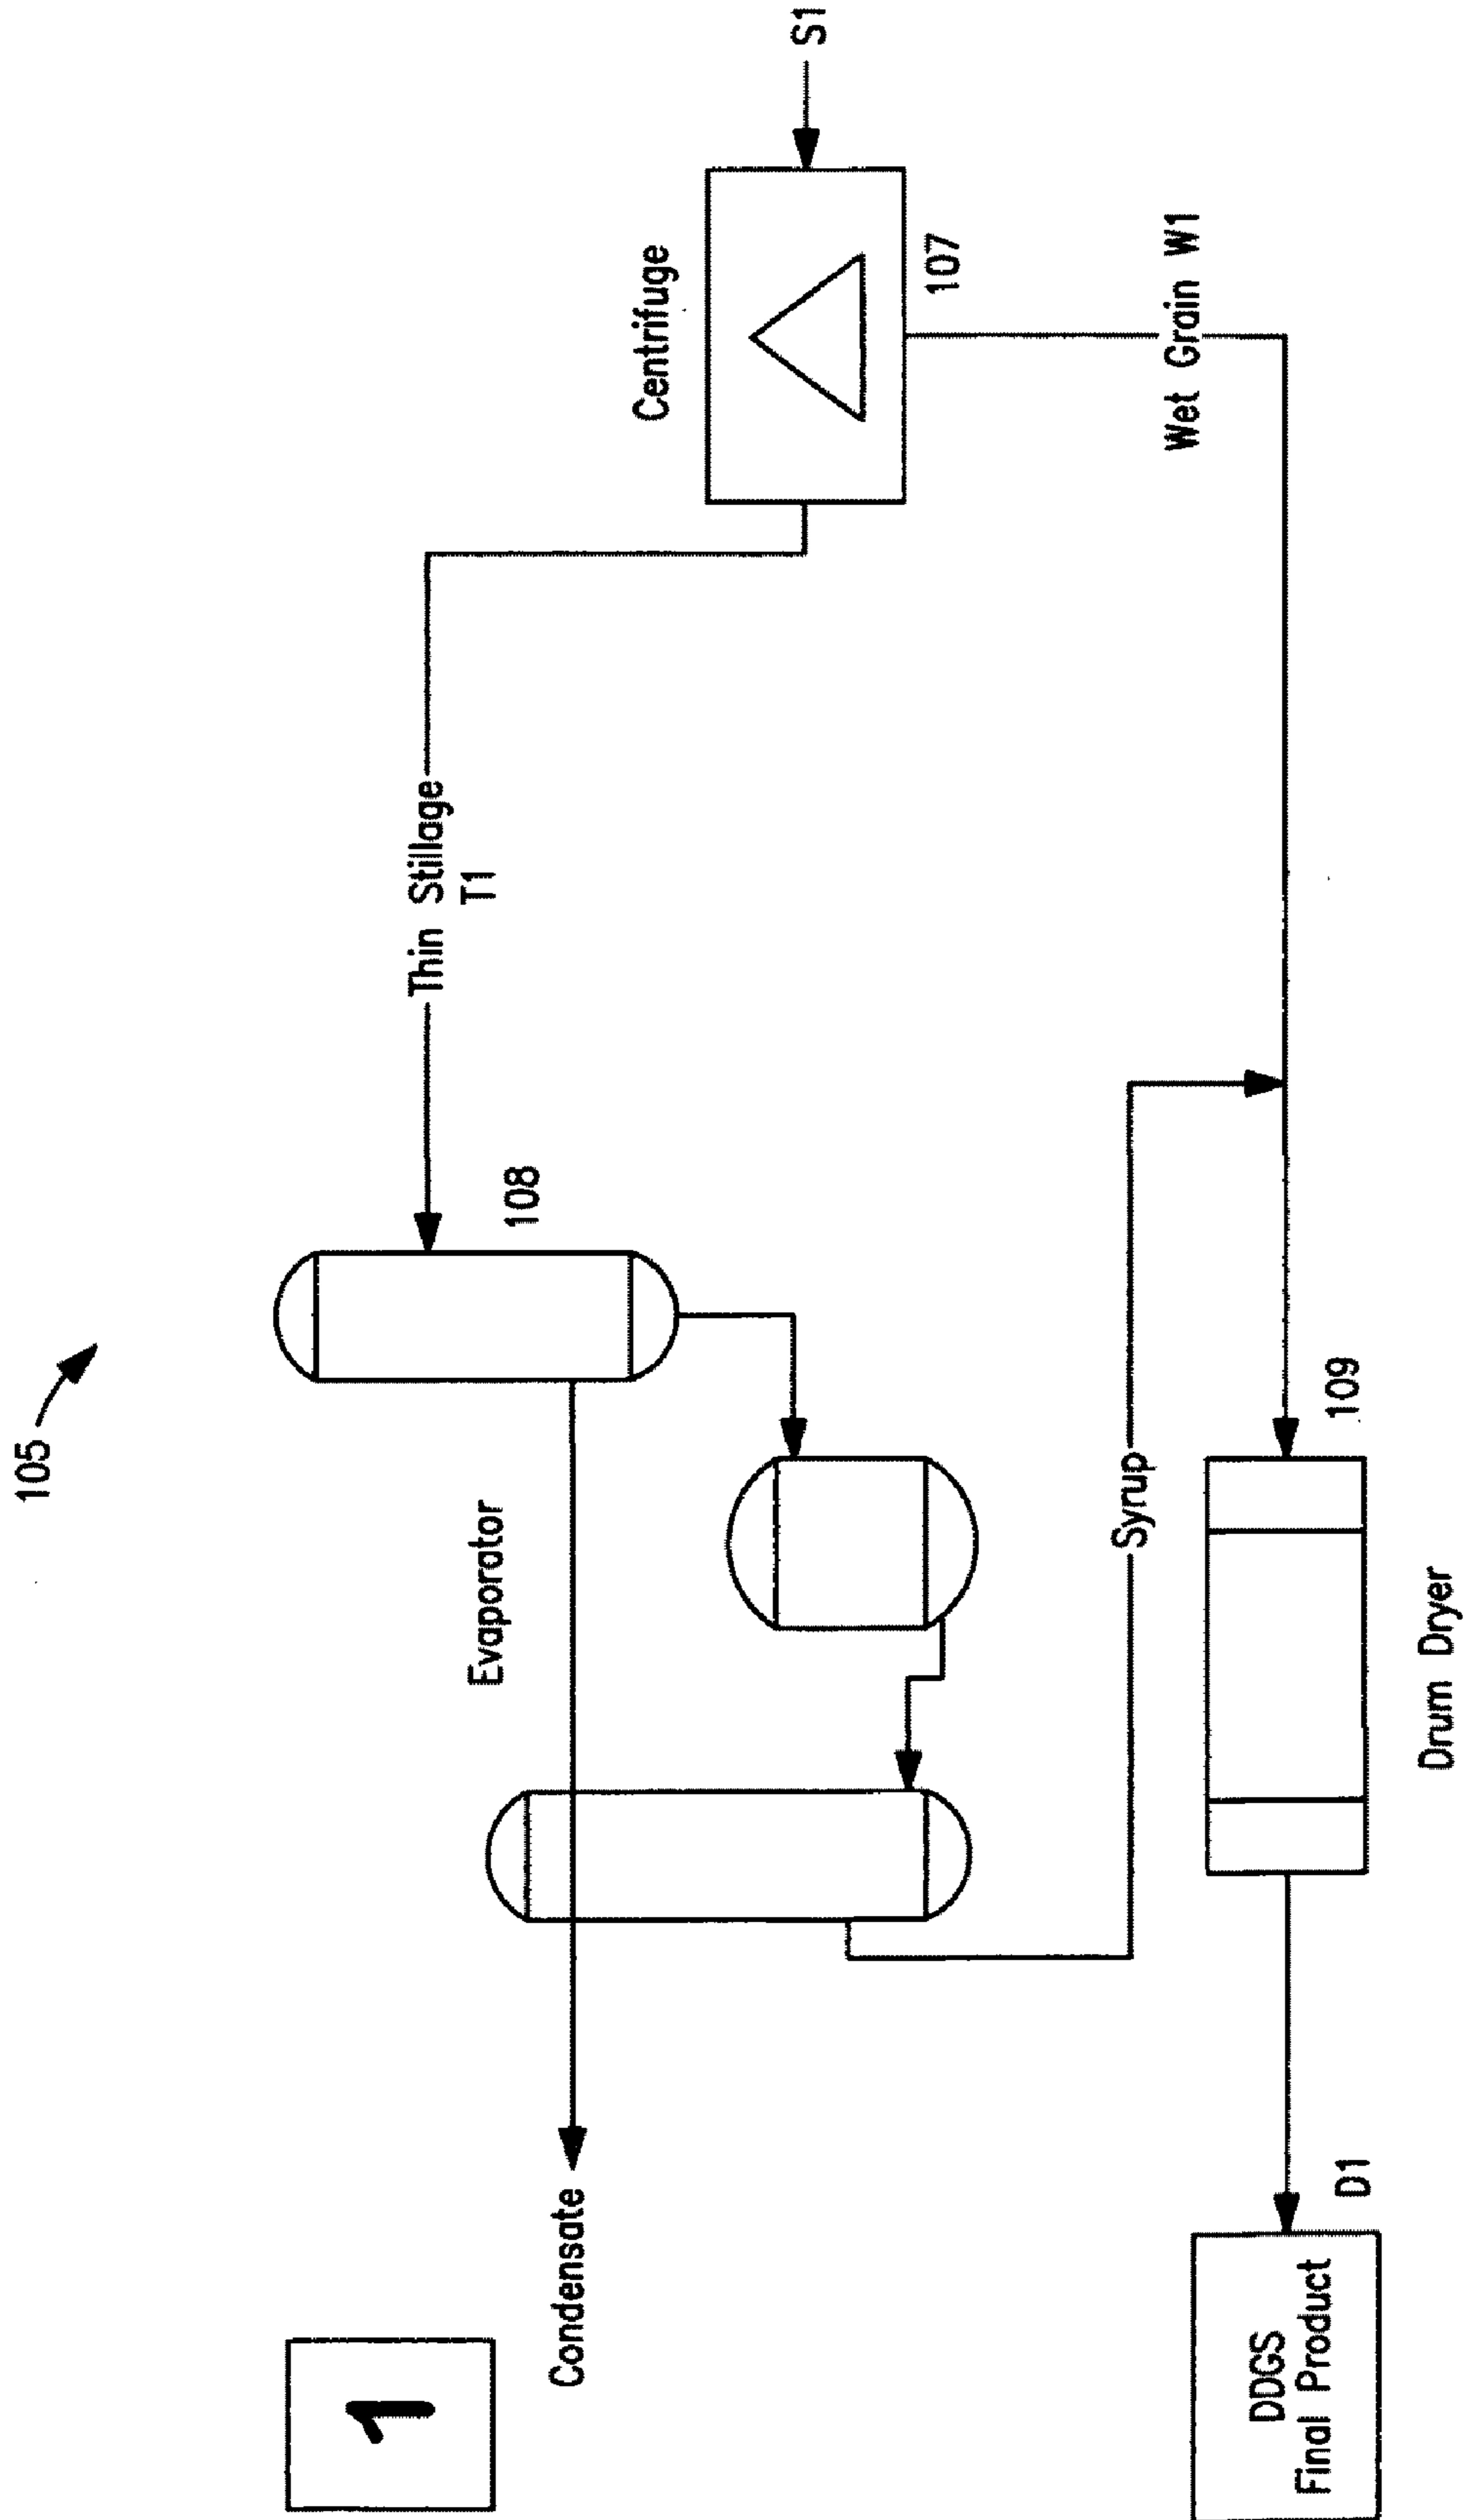 1
105
Condensate
Evaporator
108
Thin Stillage
T1
Centrifuge
107
S1
Syrup
Wet Grain W1
DDGS
Final Product
D1
109
Drum Dryer